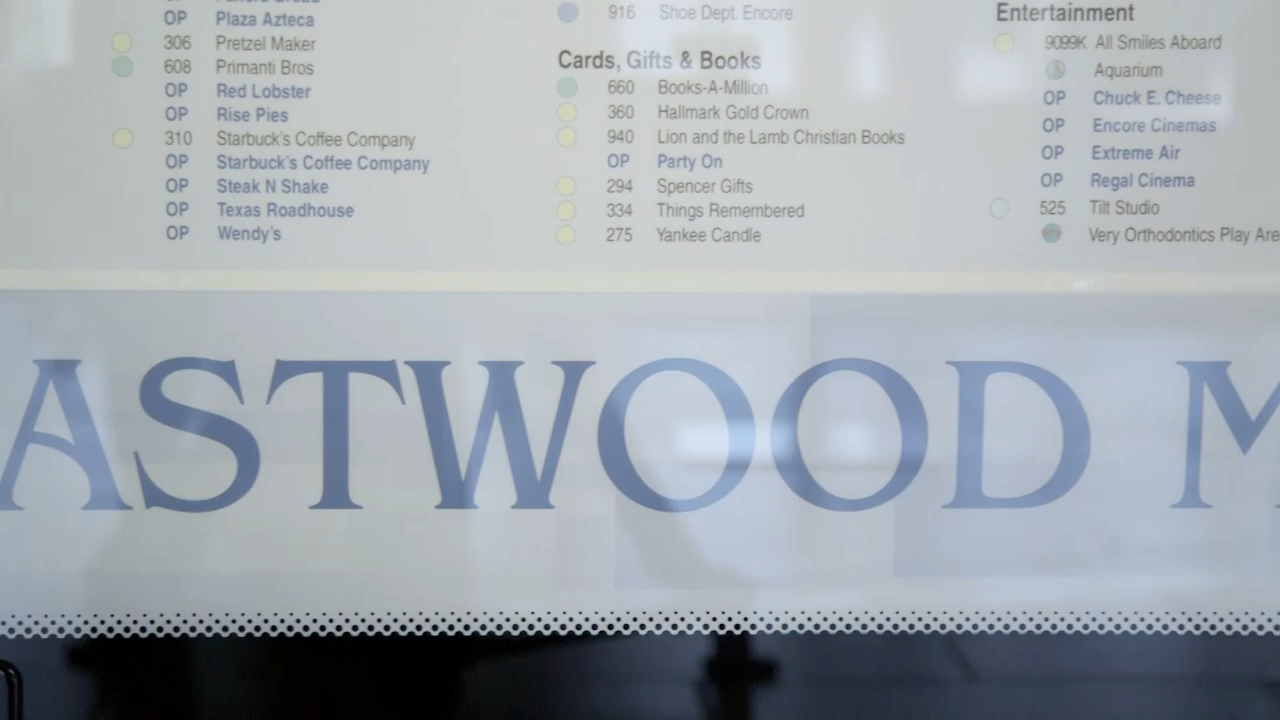 OP Plaza Azteca
306 Pretzel Maker
608 Primanti Bros
OP Red Lobster
OP Rise Pies
310 Starbuck's Coffee Company
OP Starbuck's Coffee Company
OP Steak N Shake
OP Texas Roadhouse
OP Wendy's
916 Shoe Dept. Encore
Cards, Gifts & Books
660 Books-A-Million
360 Hallmark Gold Crown
940 Lion and the Lamb Christian Books
OP Party On
294 Spencer Gifts
334 Things Remembered
275 Yankee Candle
Entertainment
9099K All Smiles Aboard
Aquarium
OP Chuck E. Cheese
OP Encore Cinemas
OP Extreme Air
OP Regal Cinema
525 Tilt Studio
Very Orthodontics Play Are
ASTWOOD M